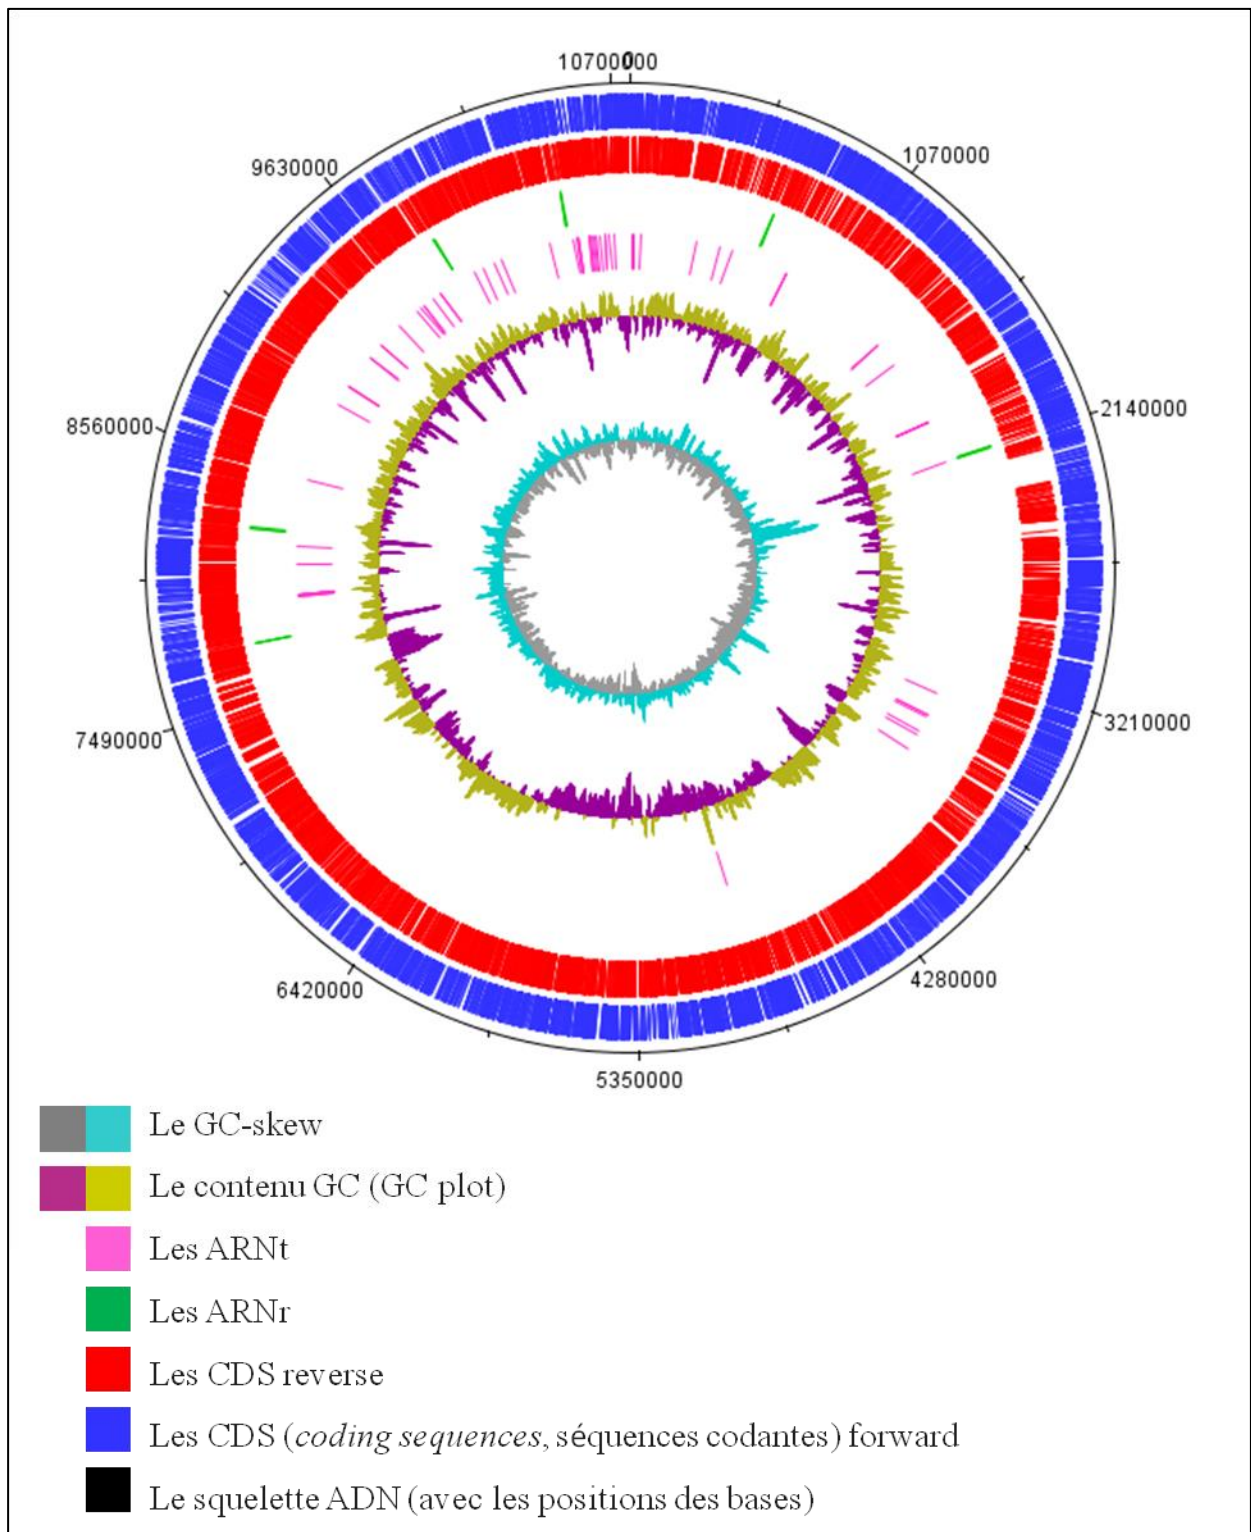 10700000
0
1070000
9630000
2140000
8560000
3210000
7490000
4280000
6420000
5350000
Le GC-skew
Le contenu GC (GC plot)
Les ARNt
Les ARNr
Les CDS reverse
Les CDS (coding sequences, séquences codantes) forward
Le squelette ADN (avec les positions des bases)